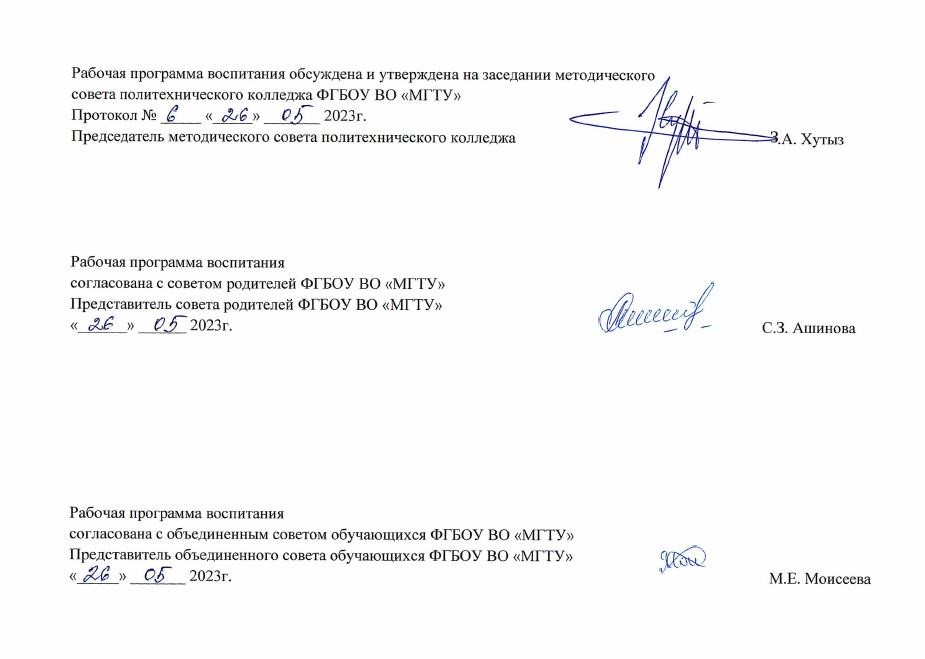 Рабочая программа воспитания обсуждена и утверждена на заседании методического
совета политехнического колледжа ФГБОУ ВО «МГТУ»
Протокол № 6 «26» 05 2023г.
Председатель методического совета политехнического колледжа З.А. Хутыз
Рабочая программа воспитания
согласована с советом родителей ФГБОУ ВО «МГТУ»
Представитель совета родителей ФГБОУ ВО «МГТУ»
«26» 05 2023г. С.З. Ашинова
Рабочая программа воспитания
согласована с объединенным советом обучающихся ФГБОУ ВО «МГТУ»
Представитель объединенного совета обучающихся ФГБОУ ВО «МГТУ»
«26» 05 2023г. М.Е. Моисеева